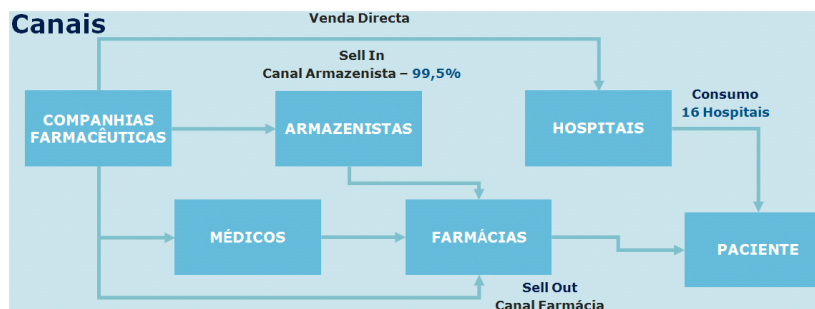 Canais
Venda Directa
Sell In
Canal Armazenista – 99,5%
COMPANHIAS
FARMACÊUTICAS
ARMAZENISTAS
HOSPITAIS
Consumo
16 Hospitais
MÉDICOS
FARMÁCIAS
PACIENTE
Sell Out
Canal Farmácia